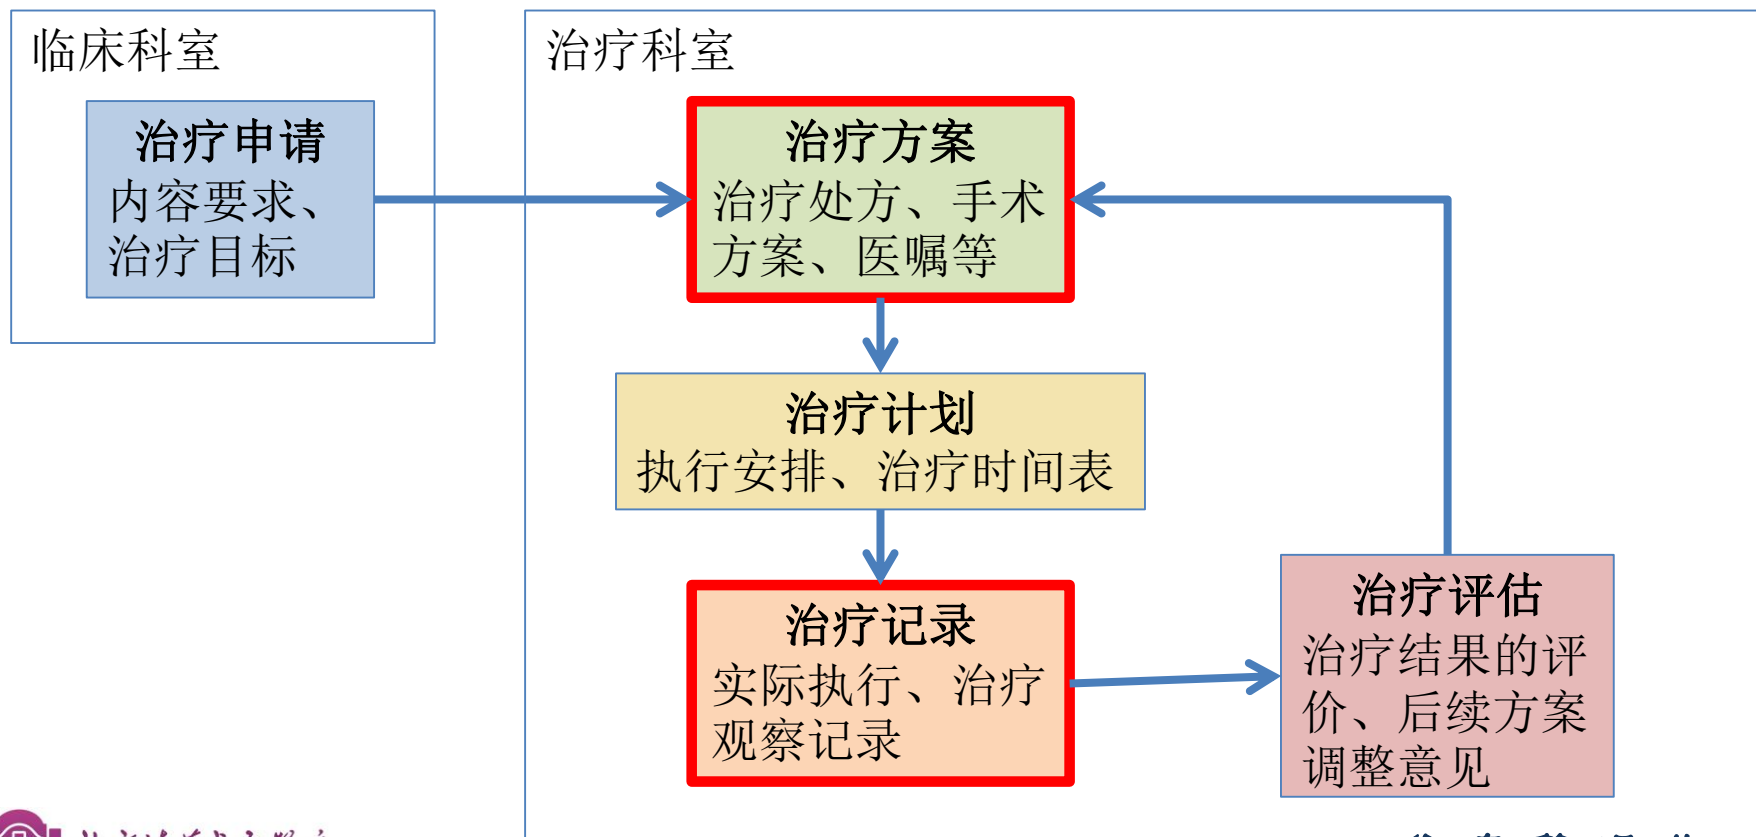 临床科室
治疗申请
内容要求、
治疗目标
治疗科室
治疗方案
治疗处方、手术
方案、医嘱等
治疗计划
执行安排、治疗时间表
治疗记录
实际执行、治疗
观察记录
治疗评估
治疗结果的评
价、后续方案
调整意见